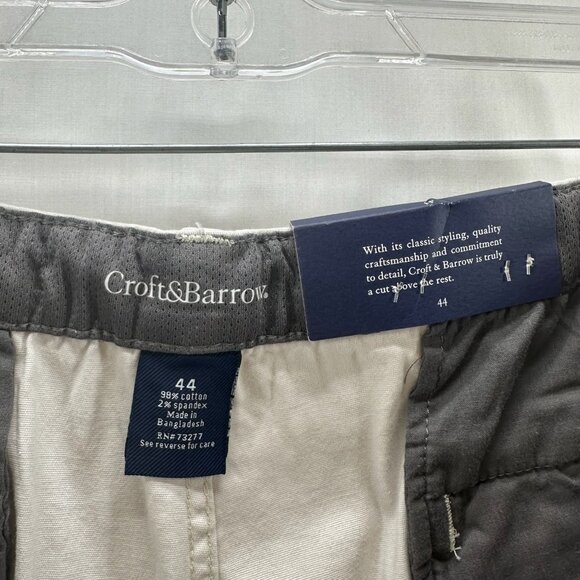 Croft&Barrow®
With its classic styling, quality
craftsmanship and commitment
to detail, Croft & Barrow is truly
a cut above the rest.
44
44
98% cotton
2% spandex
Made in
Bangladesh
RN# 73277
See reverse for care